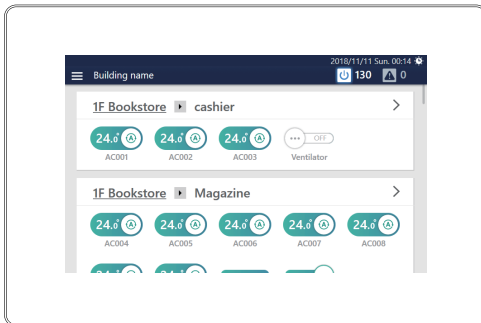 2018/11/11 Sun. 00:14
Building name 130 0
1F Bookstore cashier
24.0° A 24.0° A 24.0° A OFF
AC001 AC002 AC003 Ventilator
1F Bookstore Magazine
24.0° A 24.0° A 24.0° A 24.0° A 24.0° A
AC004 AC005 AC006 AC007 AC008